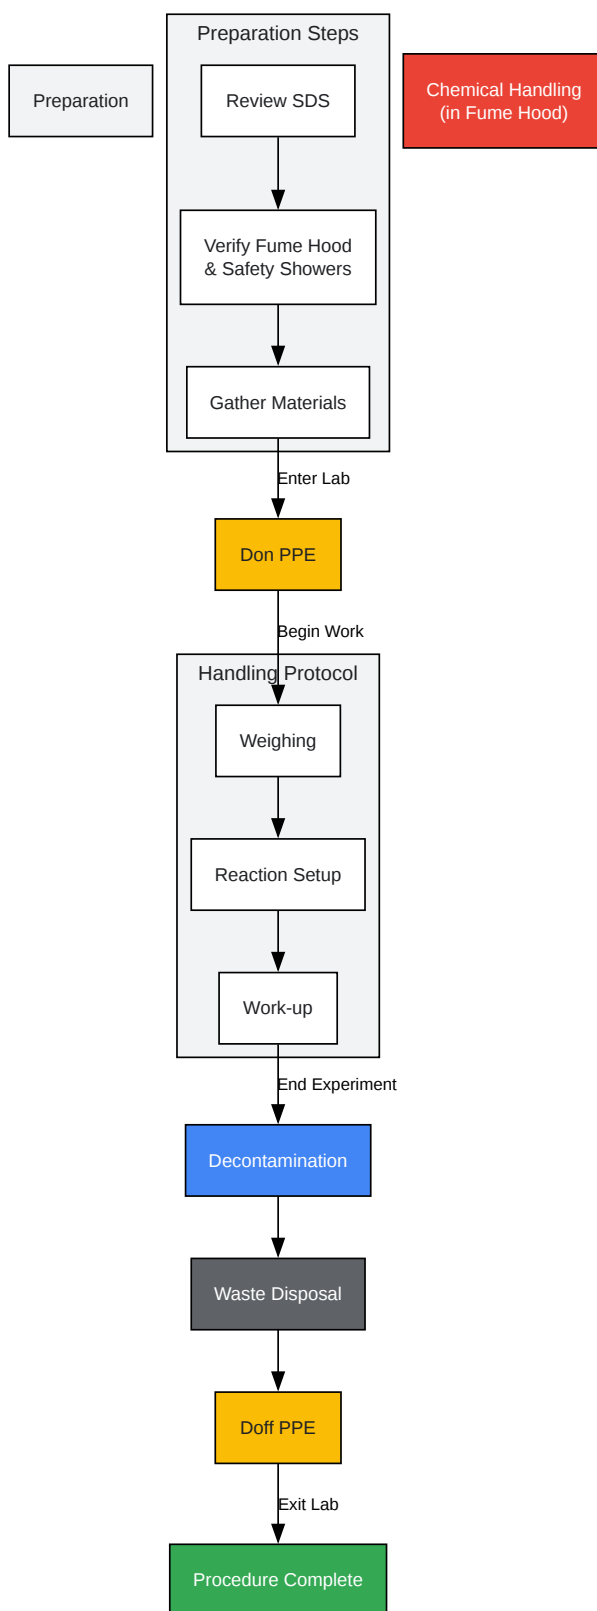 Preparation Steps
Preparation
Review SDS
Chemical Handling
(in Fume Hood)
Verify Fume Hood
& Safety Showers
Gather Materials
Enter Lab
Don PPE
Begin Work
Handling Protocol
Weighing
Reaction Setup
Work-up
End Experiment
Decontamination
Waste Disposal
Doff PPE
Exit Lab
Procedure Complete